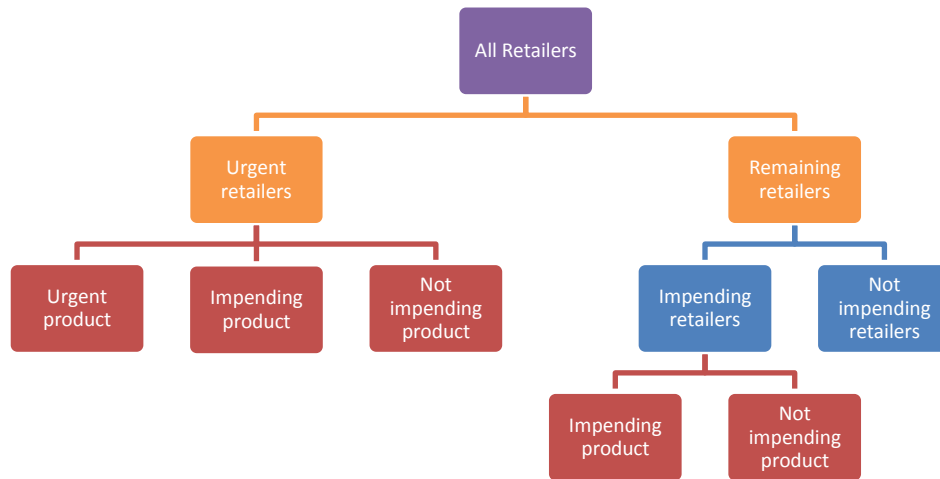 All Retailers
Urgent
retailers
Remaining
retailers
Urgent
product
Impending
product
Not
impending
product
Impending
retailers
Not
impending
retailers
Impending
product
Not
impending
product